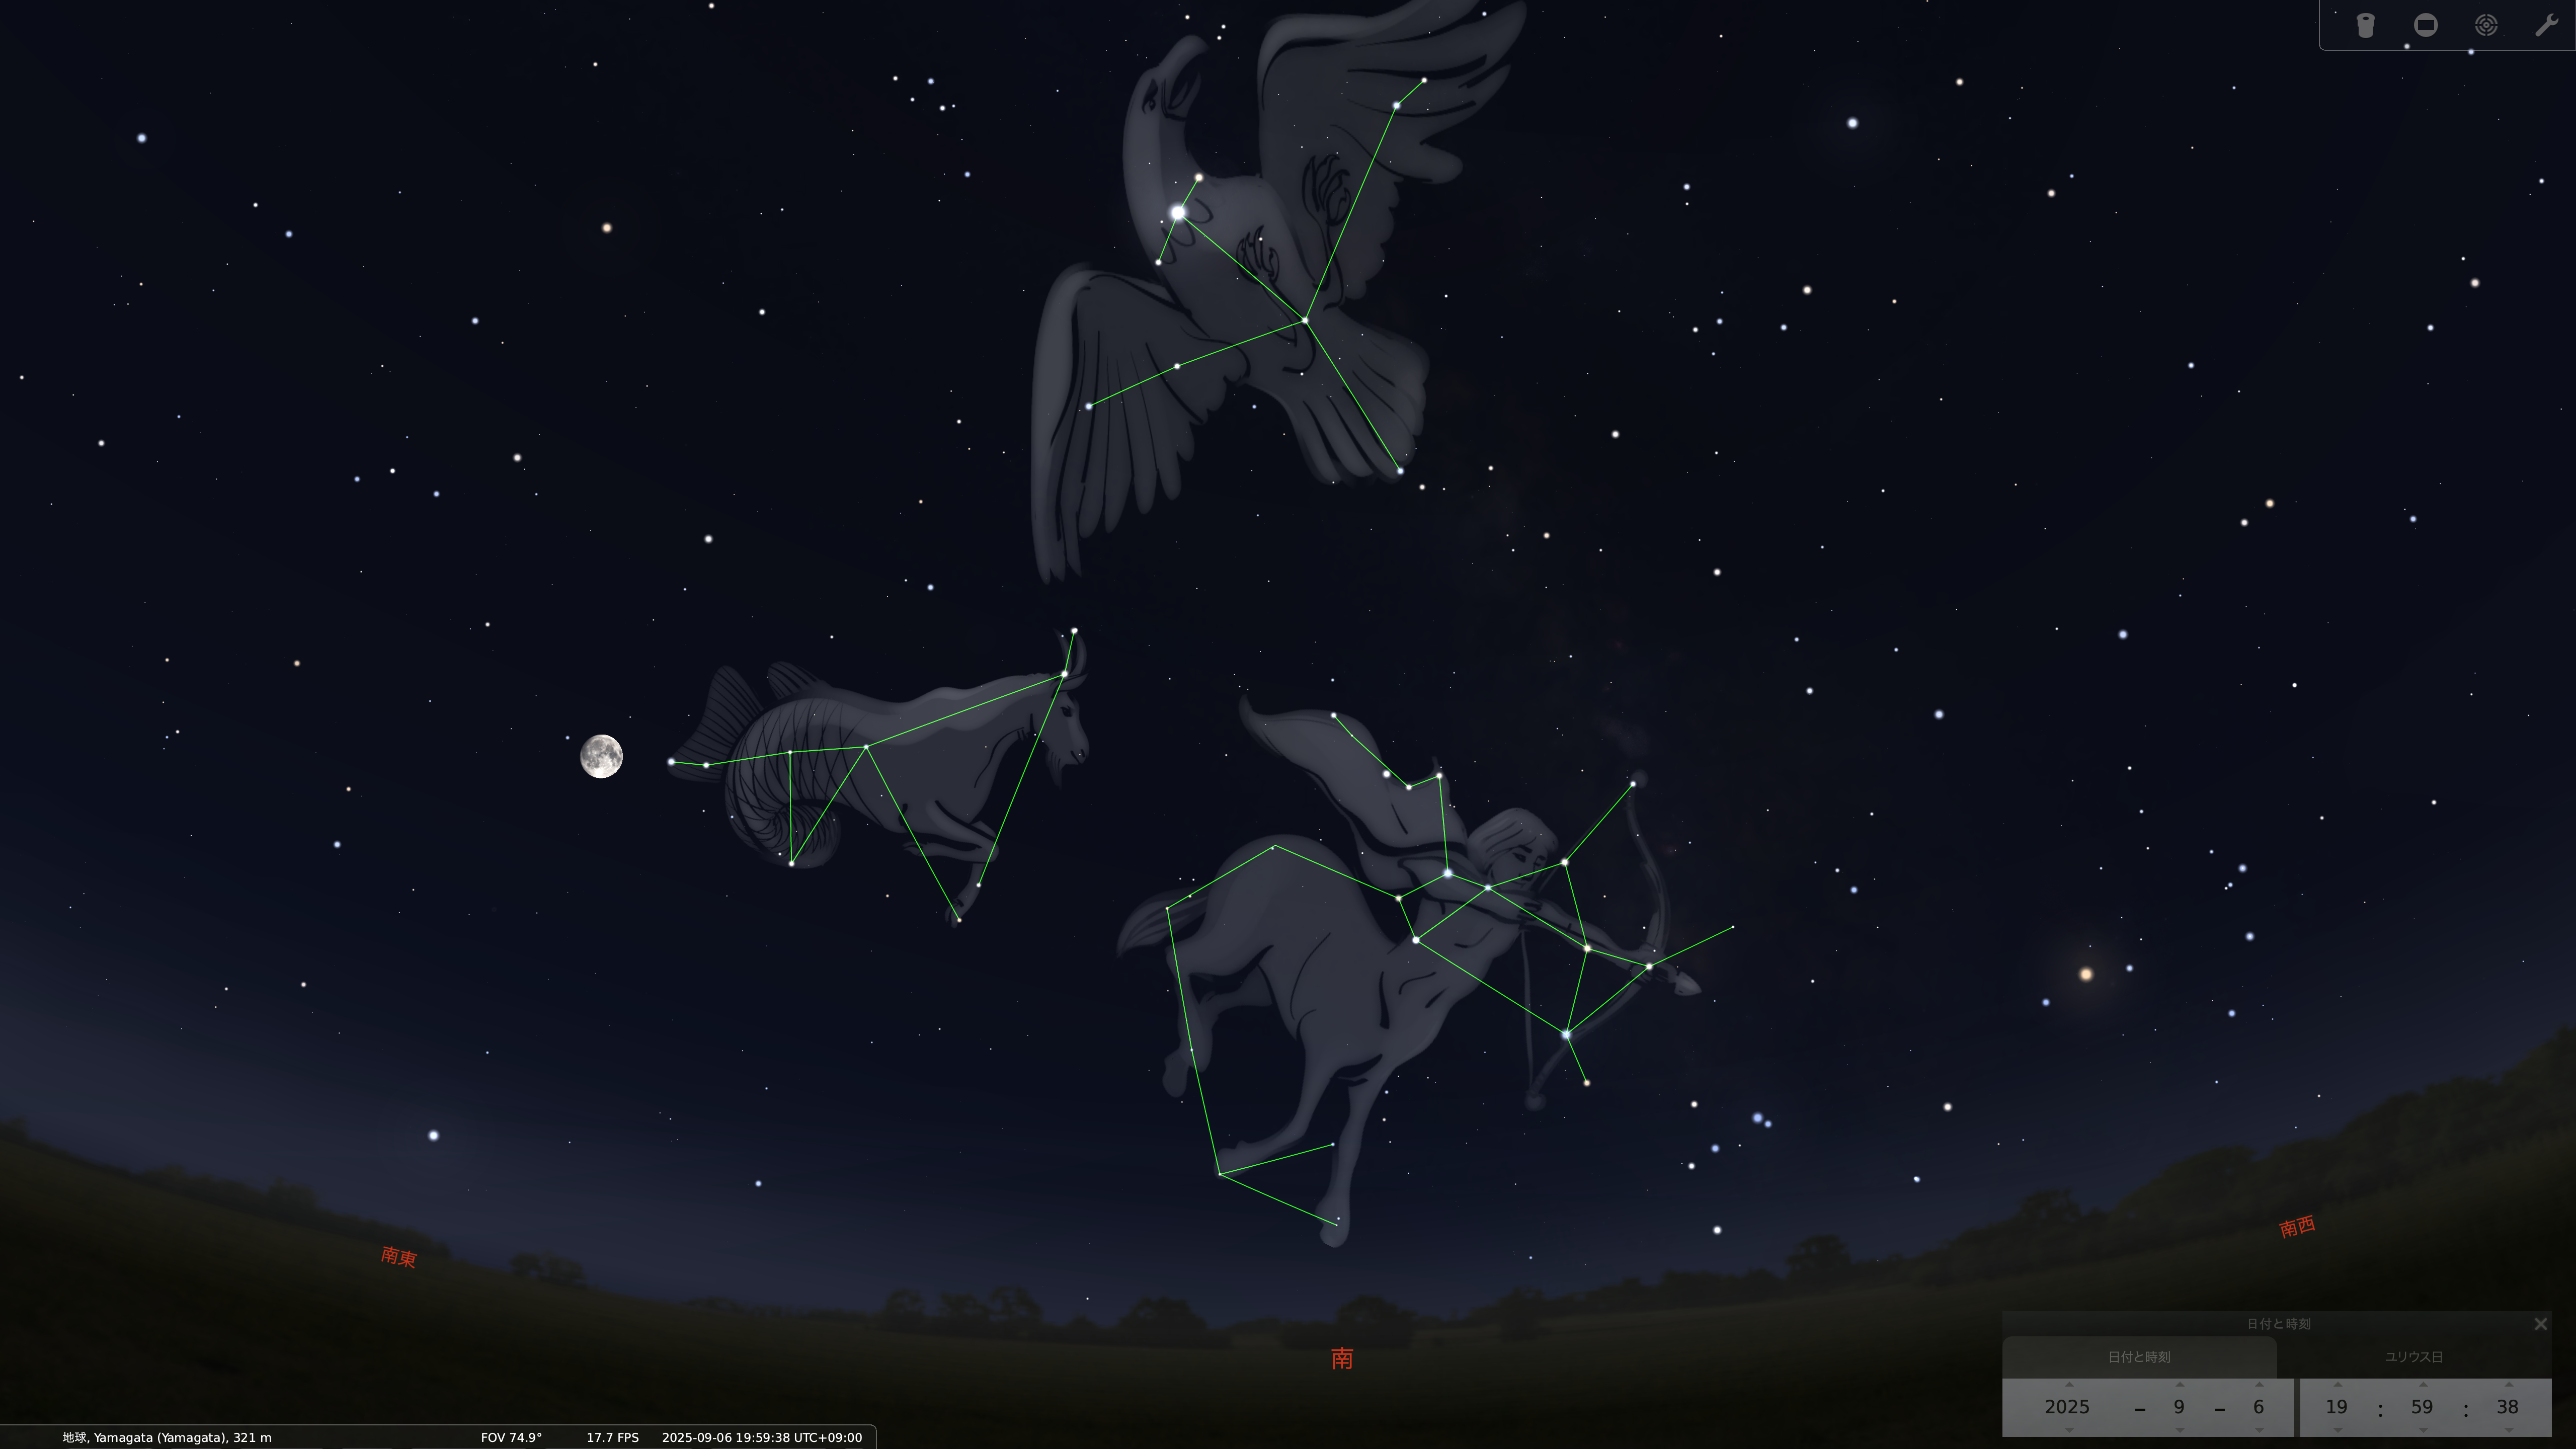 南東
南
南西
日付と時刻
日付と時刻
ユリウス日
2025 - 9 - 6
19 : 59 : 38
地球, Yamagata (Yamagata), 321 m
FOV 74.9°
17.7 FPS
2025-09-06 19:59:38 UTC+09:00